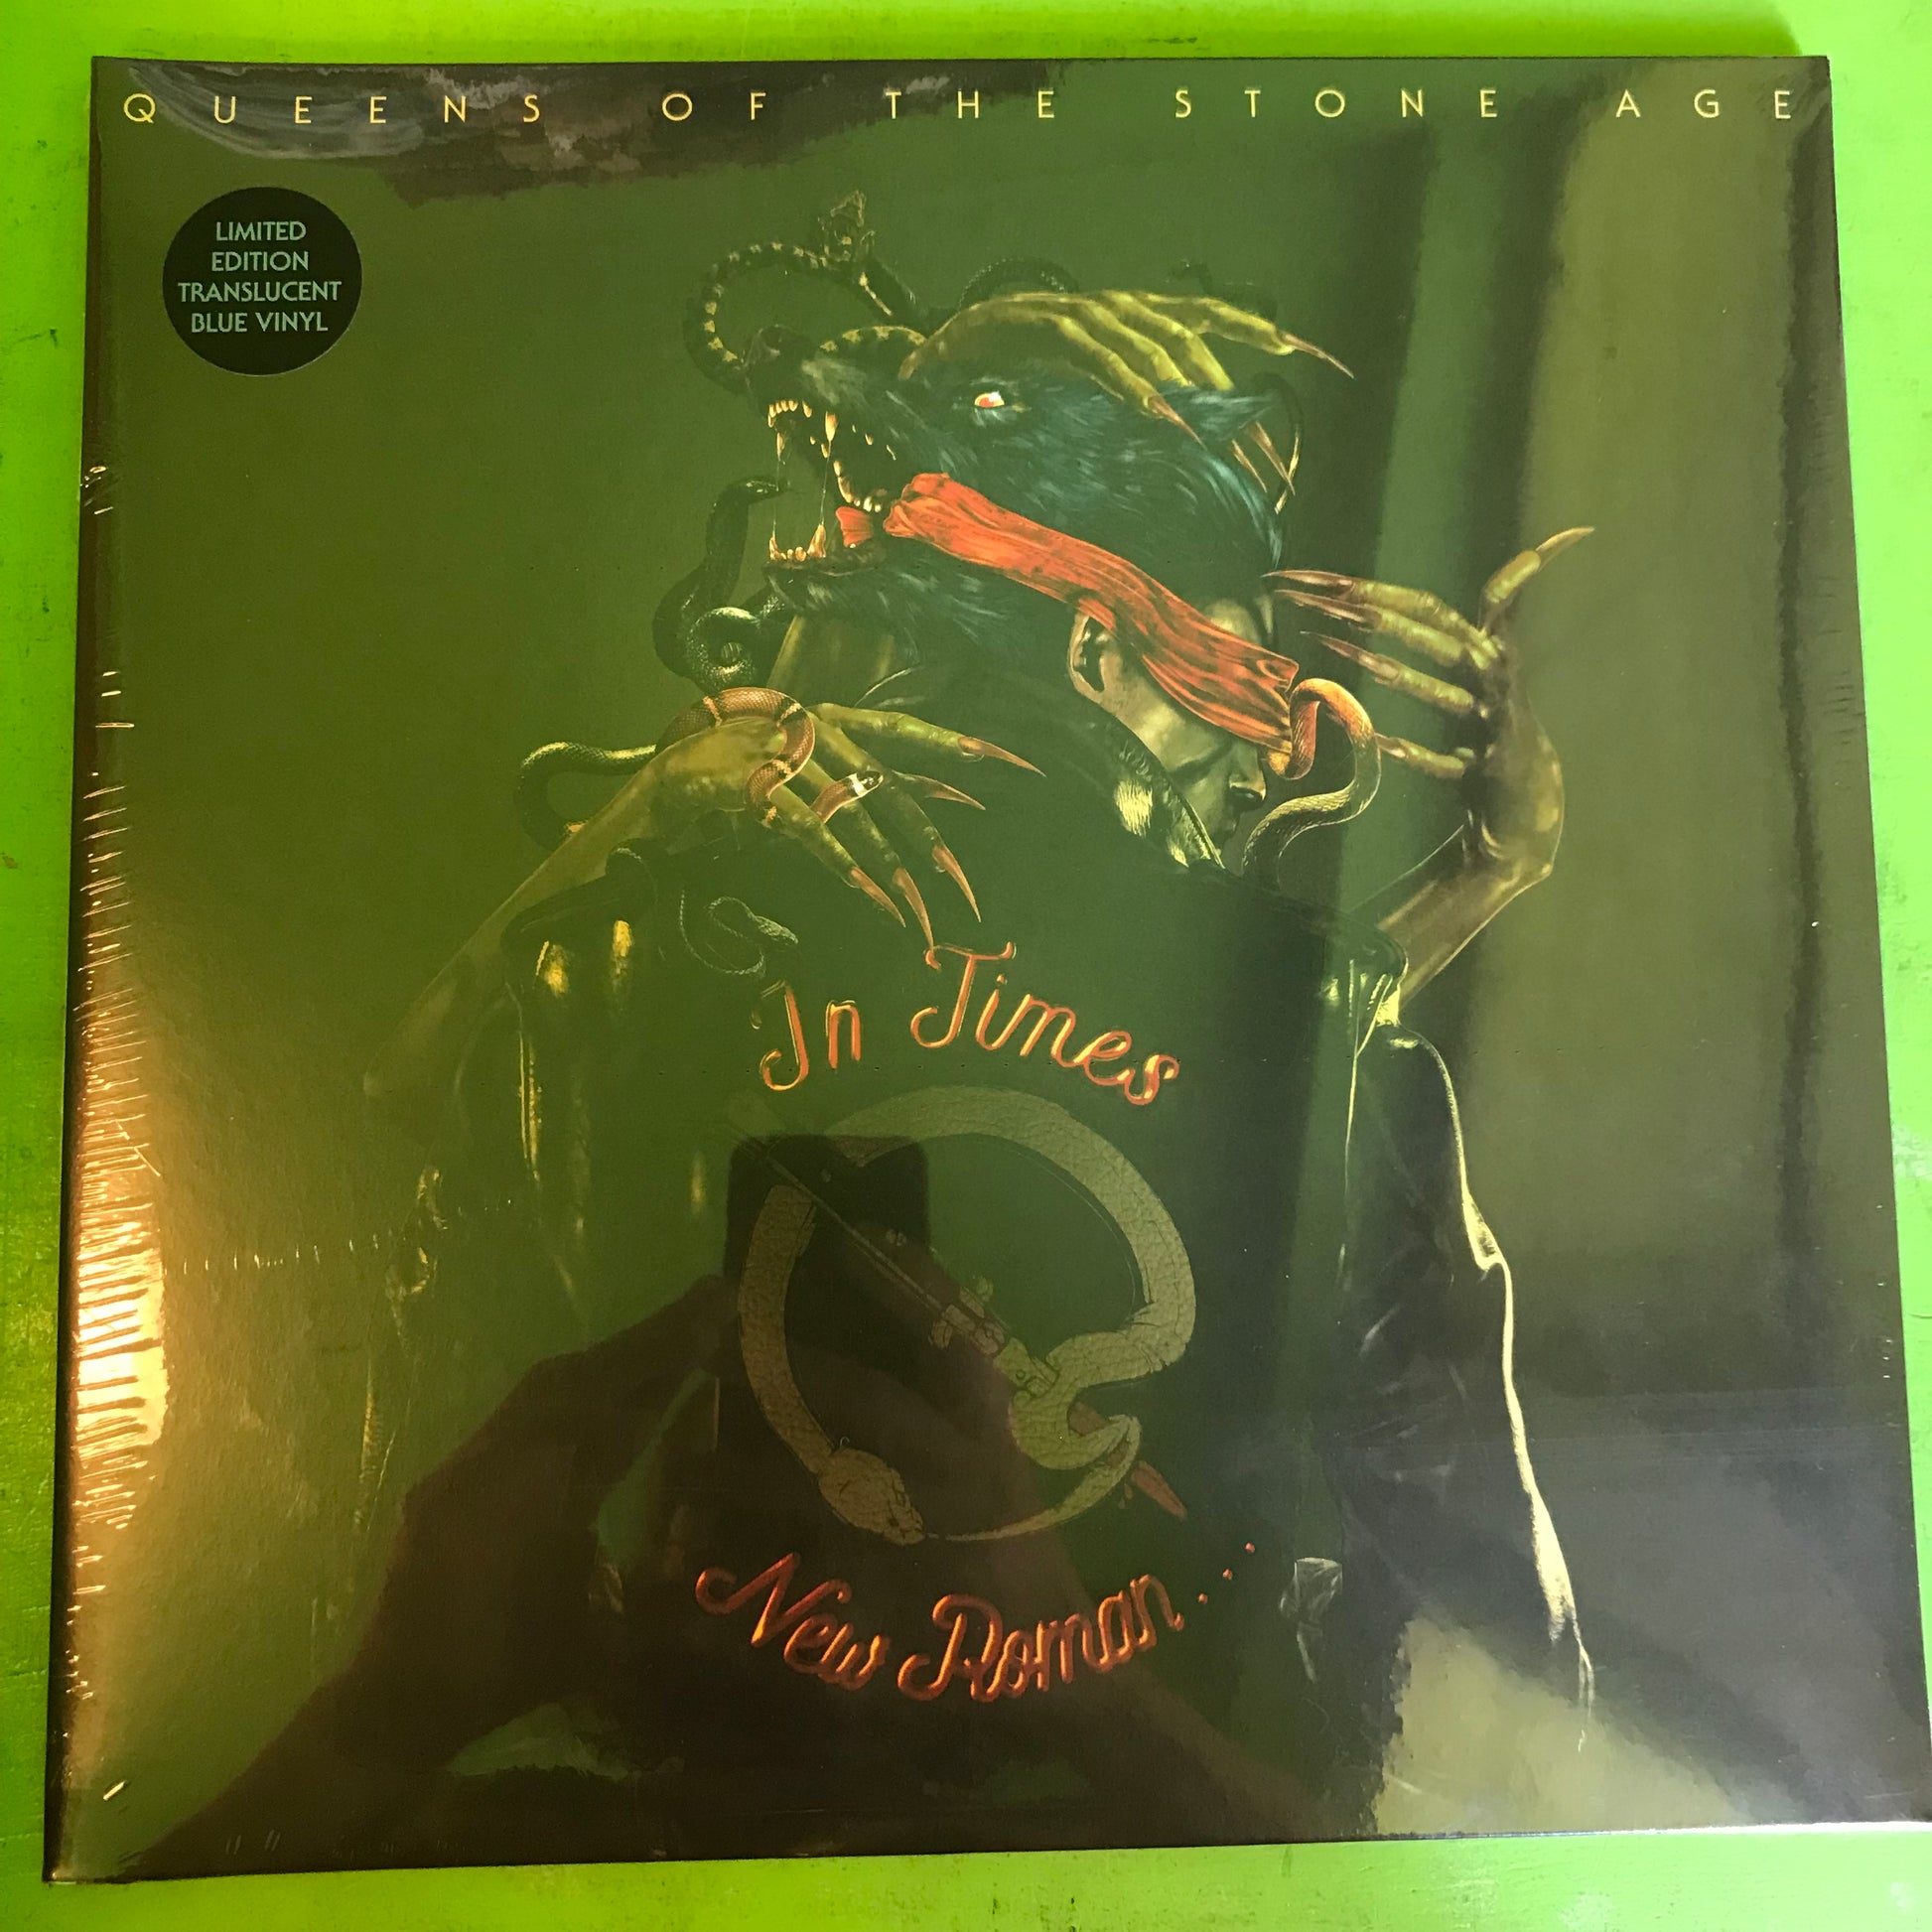 QUEENS OF THE STONE AGE
LIMITED
EDITION
TRANSLUCENT
BLUE VINYL
In Times
New Roman...